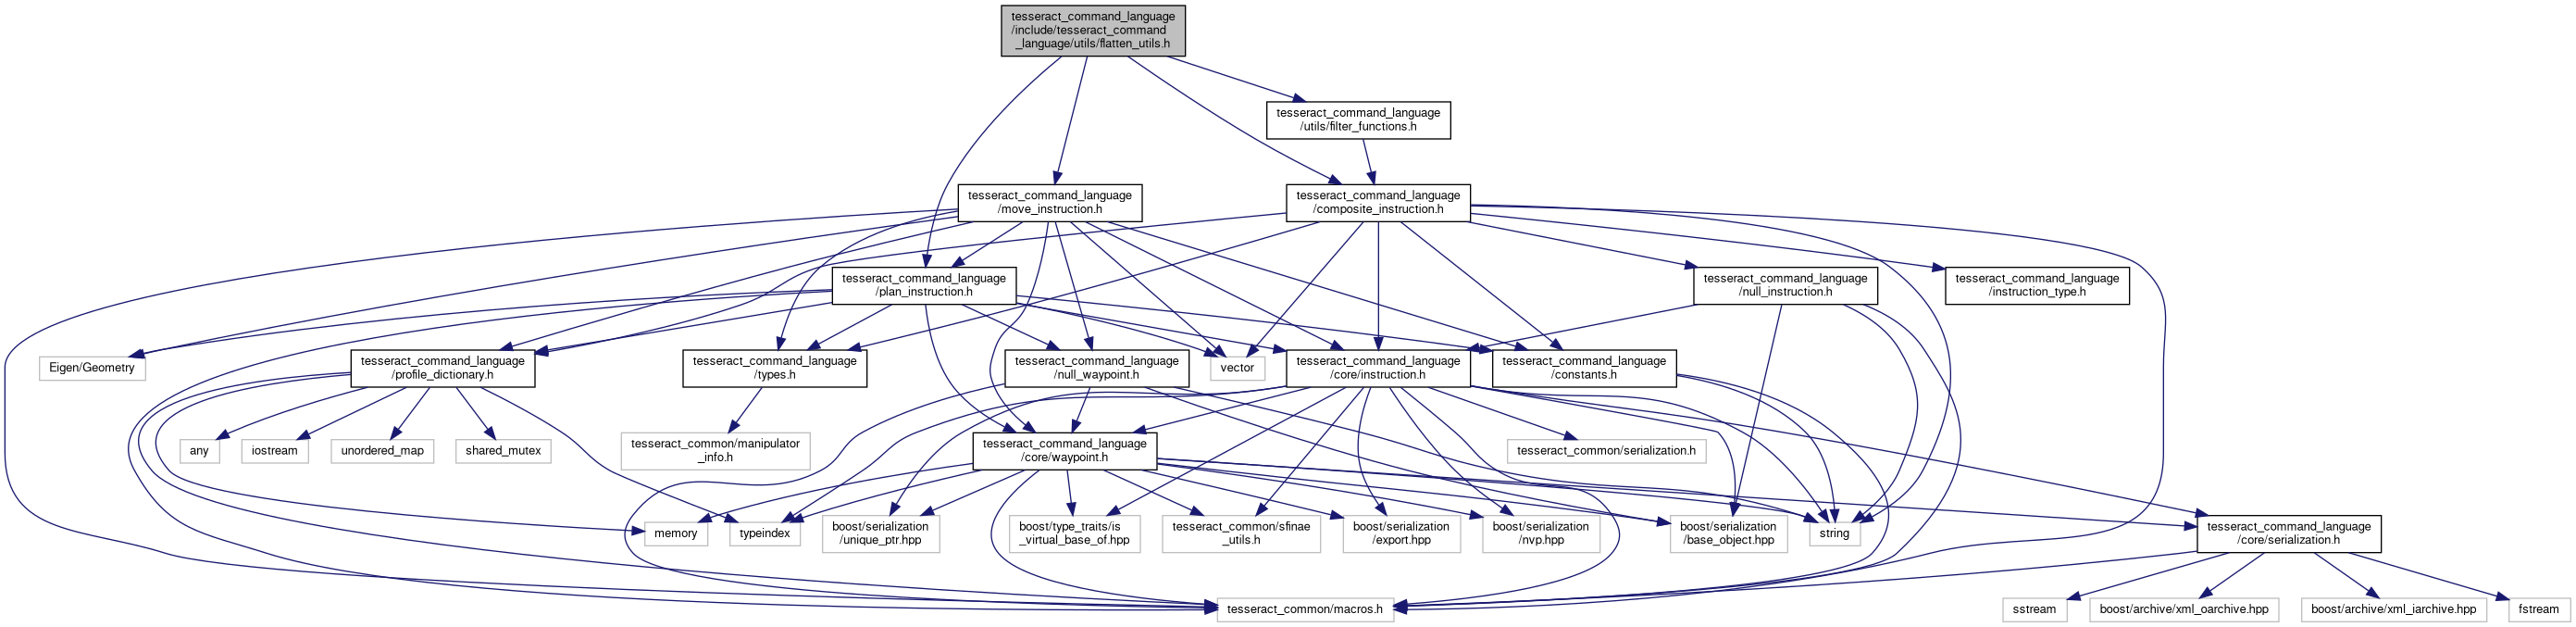 tesseract_command_language
/include/tesseract_command
_language/utils/flatten_utils.h
tesseract_command_language
/utils/filter_functions.h
tesseract_command_language
/move_instruction.h
tesseract_command_language
/composite_instruction.h
tesseract_command_language
/plan_instruction.h
tesseract_command_language
/null_instruction.h
tesseract_command_language
/instruction_type.h
Eigen/Geometry
tesseract_command_language
/profile_dictionary.h
tesseract_command_language
/types.h
tesseract_command_language
/null_waypoint.h
vector
tesseract_command_language
/core/instruction.h
tesseract_command_language
/constants.h
any
iostream
unordered_map
shared_mutex
tesseract_common/manipulator
_info.h
tesseract_command_language
/core/waypoint.h
tesseract_common/serialization.h
memory
typeindex
boost/serialization
/unique_ptr.hpp
boost/type_traits/is
_virtual_base_of.hpp
tesseract_common/sfinae
_utils.h
boost/serialization
/export.hpp
boost/serialization
/nvp.hpp
boost/serialization
/base_object.hpp
string
tesseract_command_language
/core/serialization.h
tesseract_common/macros.h
sstream
boost/archive/xml_oarchive.hpp
boost/archive/xml_iarchive.hpp
fstream